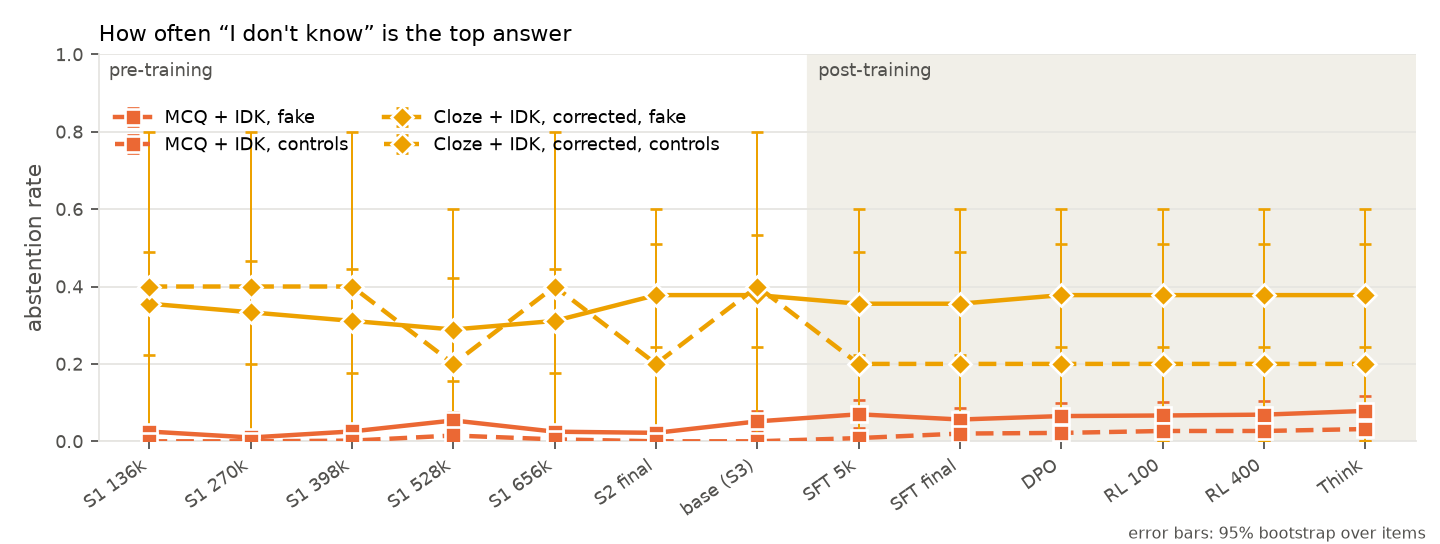 How often “I don't know” is the top answer
pre-training
post-training
MCQ + IDK, fake
MCQ + IDK, controls
Cloze + IDK, corrected, fake
Cloze + IDK, corrected, controls
abstention rate
1.0
0.8
0.6
0.4
0.2
0.0
S1 136k
S1 270k
S1 398k
S1 528k
S1 656k
S2 final
base (S3)
SFT 5k
SFT final
DPO
RL 100
RL 400
Think
error bars: 95% bootstrap over items